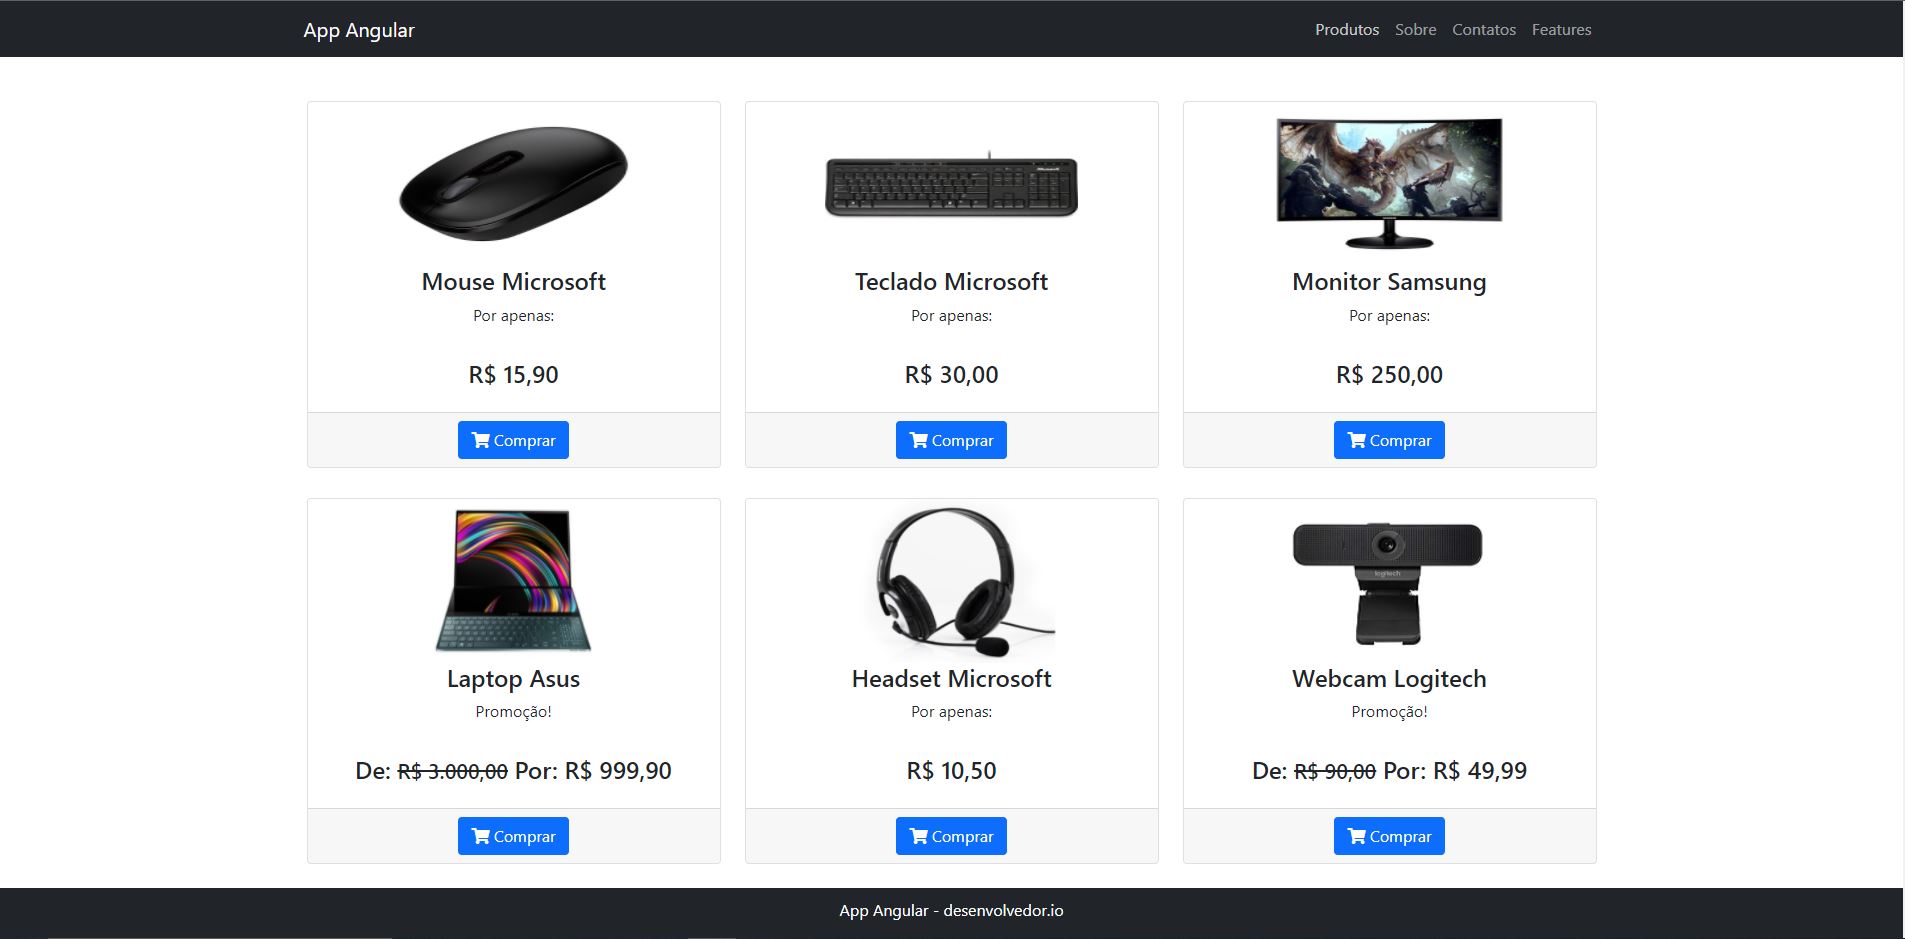 App Angular
Produtos Sobre Contatos Features
Mouse Microsoft
Por apenas:
R$ 15,90
Comprar
Teclado Microsoft
Por apenas:
R$ 30,00
Comprar
Monitor Samsung
Por apenas:
R$ 250,00
Comprar
Laptop Asus
Promoção!
De: R$ 3.000,00 Por: R$ 999,90
Comprar
Headset Microsoft
Por apenas:
R$ 10,50
Comprar
logitech
Webcam Logitech
Promoção!
De: R$ 90,00 Por: R$ 49,99
Comprar
App Angular - desenvolvedor.io